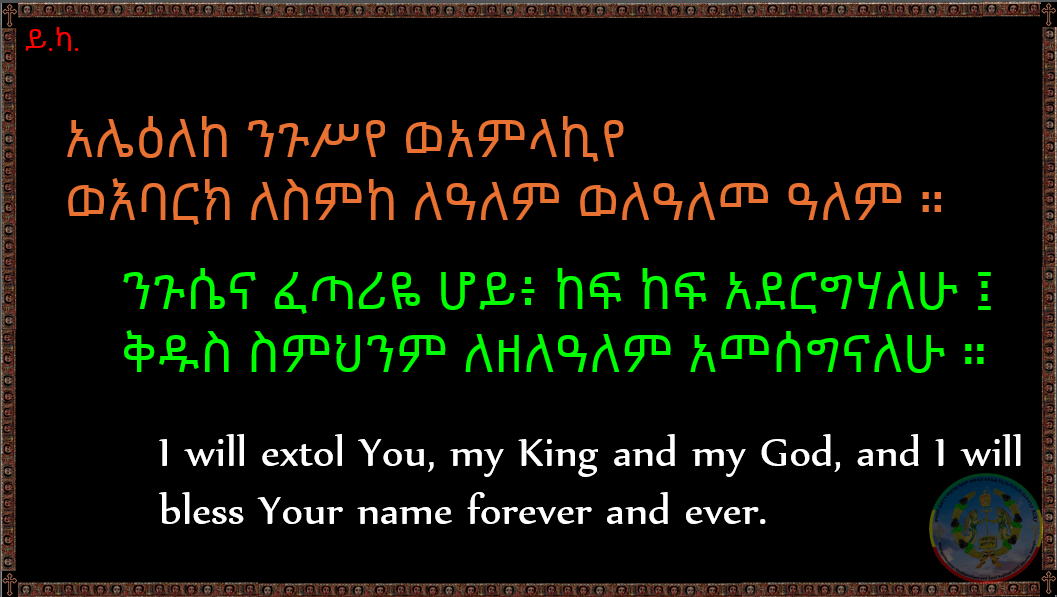 ይ.ካ.
አሌዕለከ ንጉሥየ ወአምላኪየ
ወእባርክ ለስምከ ለዓለም ወለዓለመ ዓለም ።
ንጉሴና ፈጣሪዬ ሆይ፥ ከፍ ከፍ አደርግሃለሁ ፤
ቅዱስ ስምህንም ለዘለዓለም አመሰግናለሁ ።
I will extol You, my King and my God, and I will
bless Your name forever and ever.